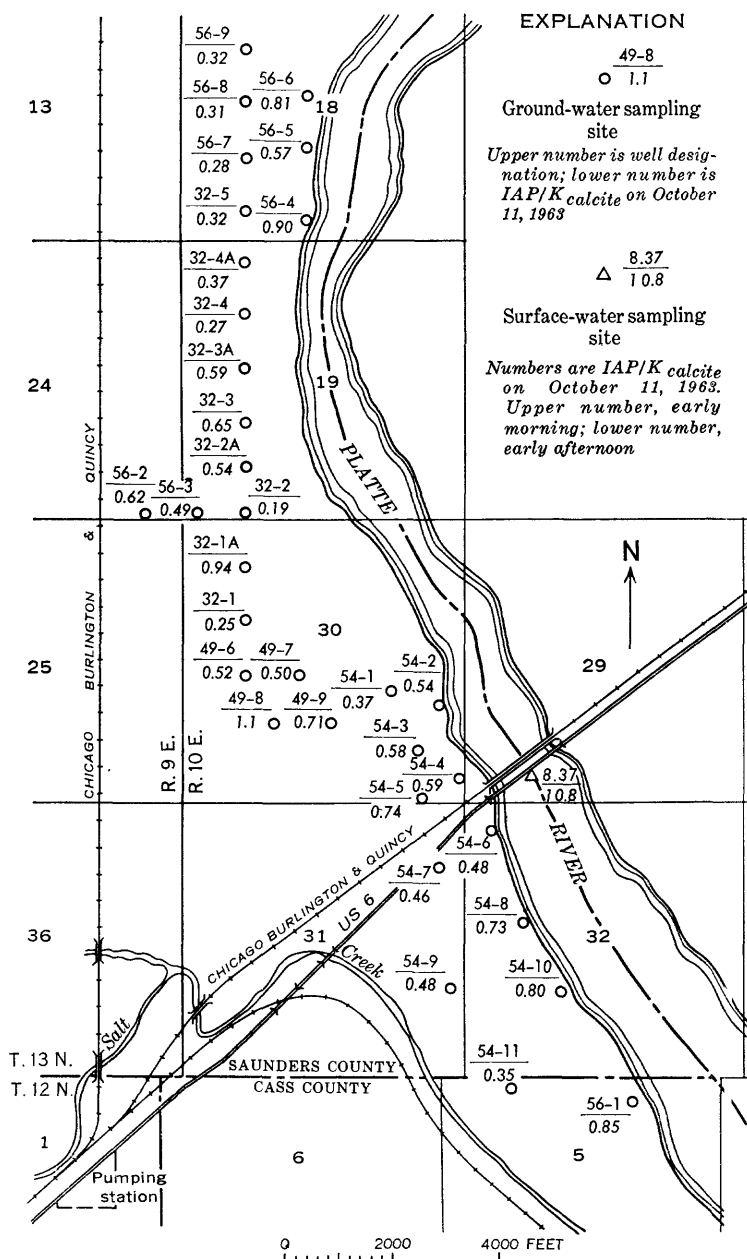 EXPLANATION
49-8
1.1
Ground-water sampling
site
Upper number is well desig-
nation; lower number is
IAP/K calcite on October
11, 1963
8.37
10.8
Surface-water sampling
site
Numbers are IAP/K calcite
on October 11, 1963.
Upper number, early
morning; lower number,
early afternoon
56-9
0.32
56-8
0.31
56-6
0.81
13
18
56-7
0.28
56-5
0.57
32-5
0.32
56-4
0.90
32-4A
0.37
32-4
0.27
32-3A
0.59
24
19
32-3
0.65
32-2A
0.54
PLATTE
QUINCY
56-2
0.62
56-3
0.49
32-2
0.19
&
N
32-1A
0.94
32-1
0.25
30
BURLINGTON
25
29
49-6
0.52
49-7
0.50
54-1
0.37
54-2
0.54
49-8
1.1
49-9
0.71
54-3
0.58
CHICAGO
R. 9 E.
R. 10 E.
54-4
0.59
54-5
0.74
8.37
10.8
RIVER
54-6
0.48
54-7
0.46
CHICAGO BURLINGTON & QUINCY
US 6
36
31
32
54-8
0.73
Creek
54-9
0.48
54-10
0.80
Salt
T. 13 N.
SAUNDERS COUNTY
T. 12 N.
CASS COUNTY
54-11
0.35
56-1
0.85
1
6
5
Pumping
station
0 2000 4000 FEET